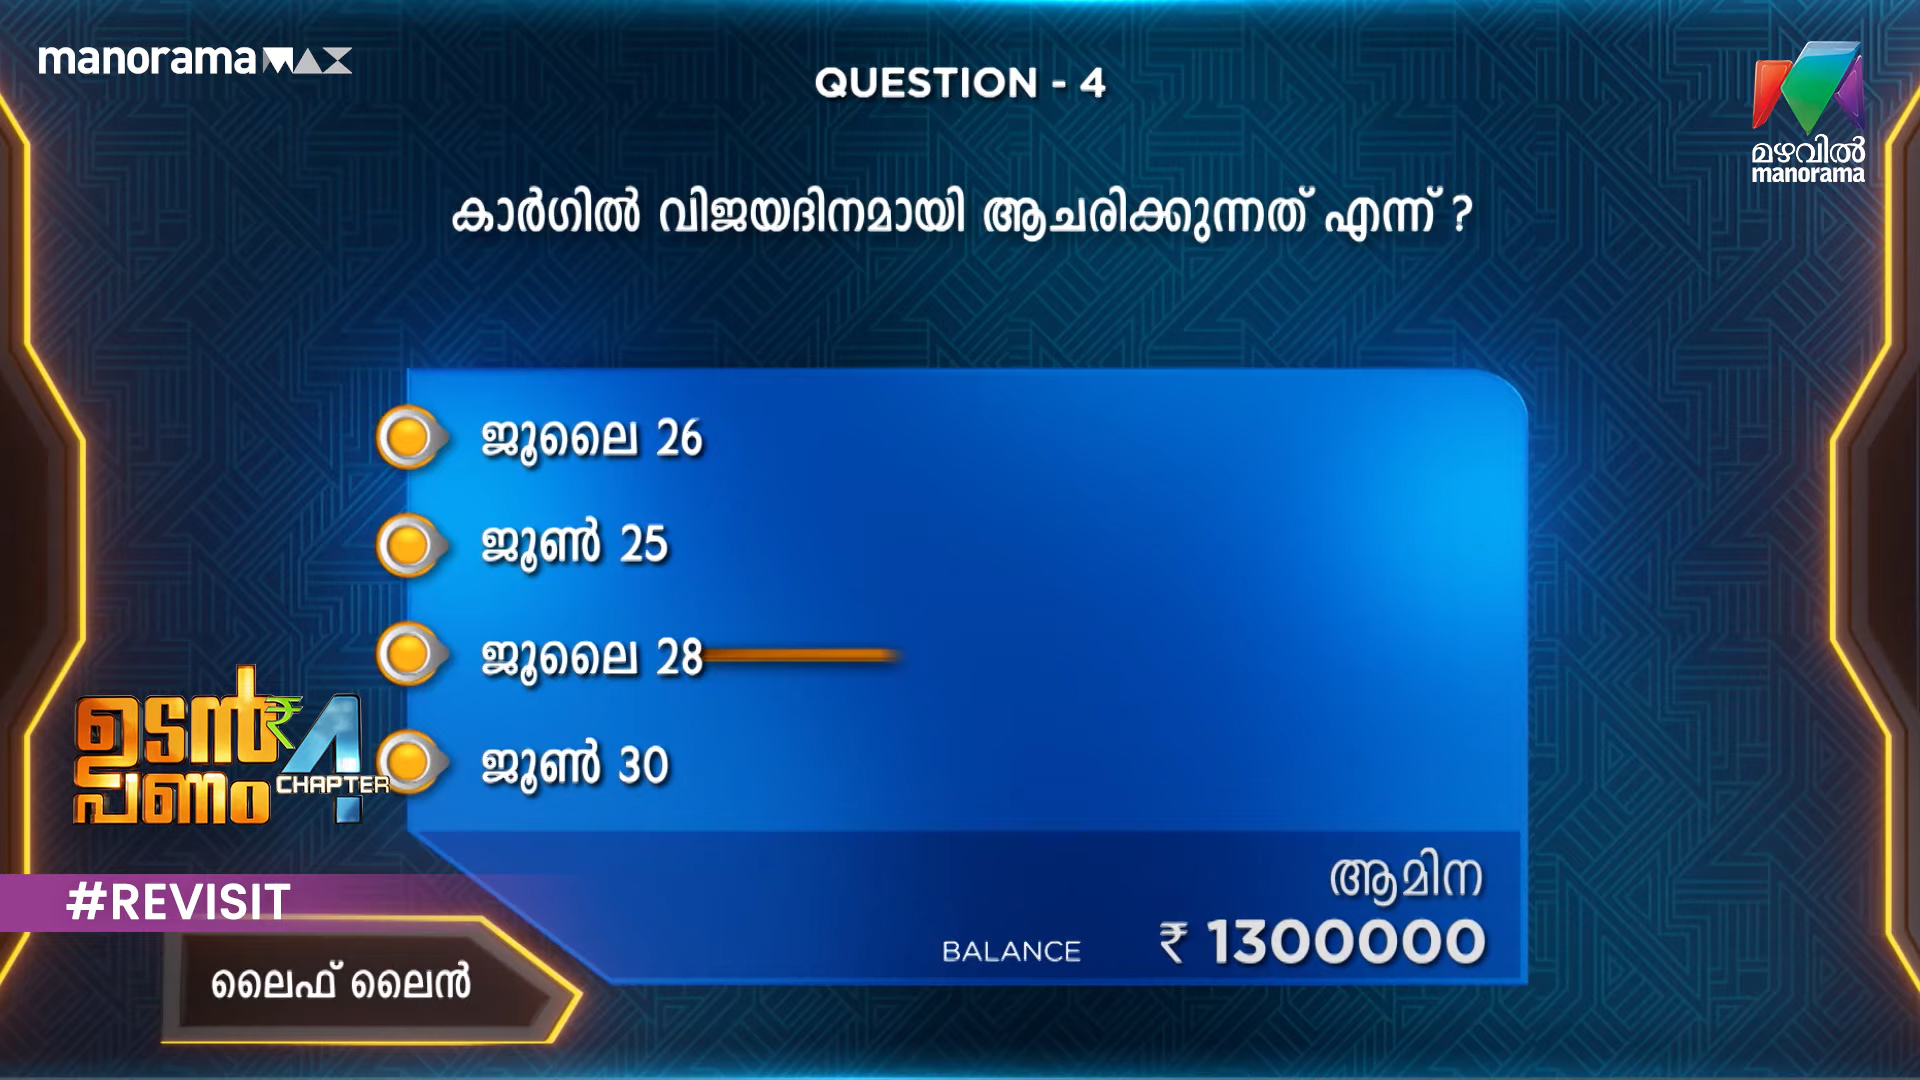 manorama MAX
QUESTION - 4
മഴവിൽ
manorama
കാർഗിൽ വിജയദിനമായി ആചരിക്കുന്നത് എന്ന് ?
ജൂലൈ 26
ജൂൺ 25
ജൂലൈ 28
ജൂൺ 30
ഉടൻ
പണം
CHAPTER 4
#REVISIT
ആമിന
BALANCE ₹ 1300000
ലൈഫ് ലൈൻ